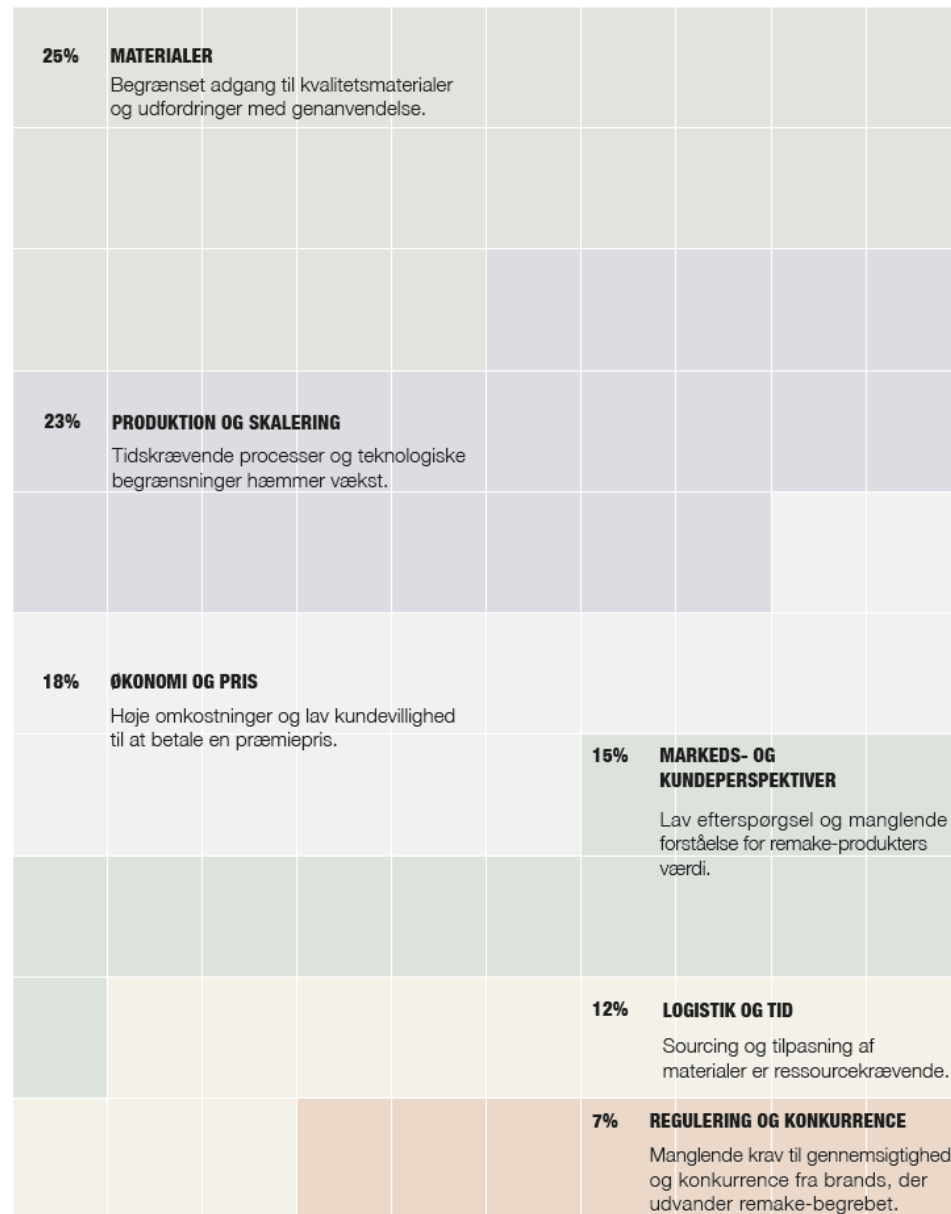 25% MATERIALER
Begrænset adgang til kvalitetsmaterialer
og udfordringer med genanvendelse.
23% PRODUKTION OG SKALERING
Tidskrævende processer og teknologiske
begrænsninger hæmmer vækst.
18% ØKONOMI OG PRIS
Høje omkostninger og lav kundevillighed
til at betale en præmiepris.
15% MARKEDS- OG
KUNDEPERSPEKTIVER
Lav efterspørgsel og manglende
forståelse for remake-produkters
værdi.
12% LOGISTIK OG TID
Sourcing og tilpasning af
materialer er ressourcekrævende.
7% REGULERING OG KONKURRENCE
Manglende krav til gennemsigtighed
og konkurrence fra brands, der
udvander remake-begrebet.